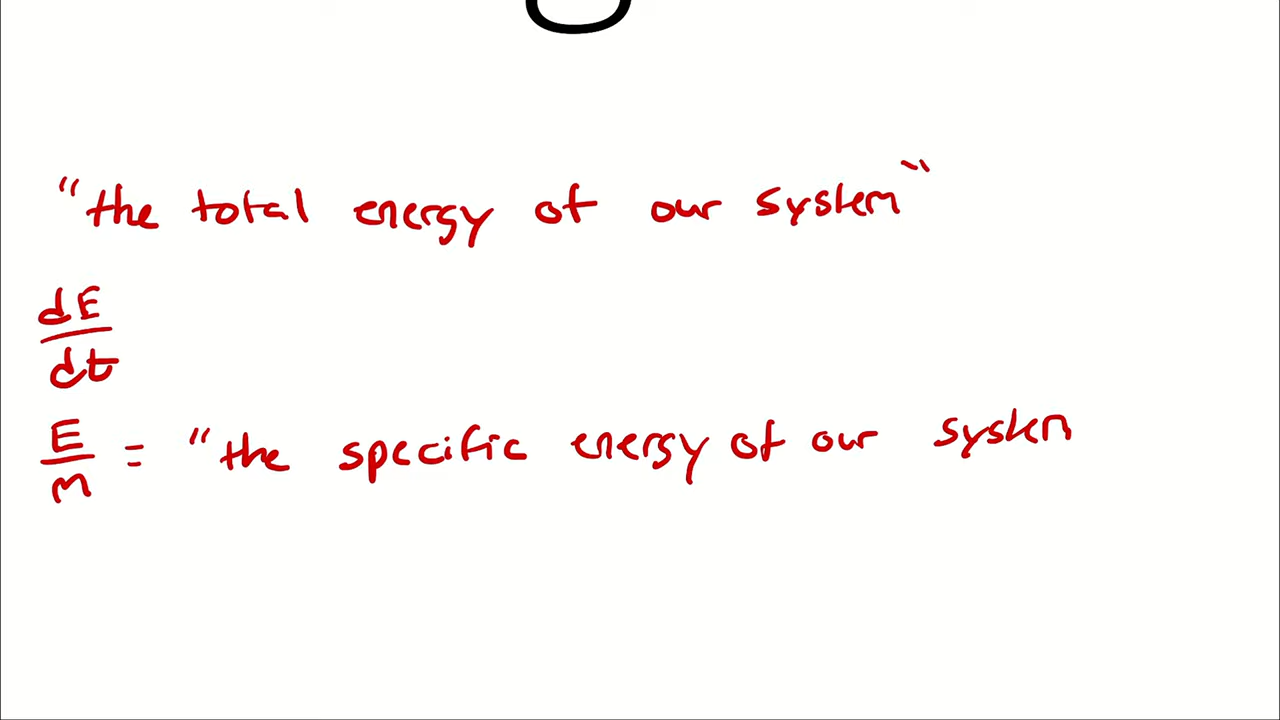 "the total energy of our system"
dE
dt
E
m = "the specific energy of our system